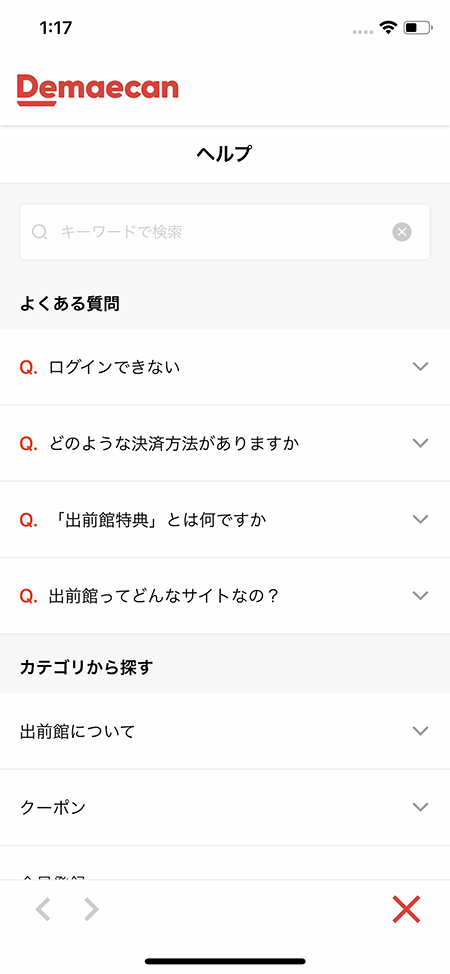 1:17
Demaecan
ヘルプ
キーワードで検索
よくある質問
Q. ログインできない
Q. どのような決済方法がありますか
Q. 「出前館特典」とは何ですか
Q. 出前館ってどんなサイトなの？
カテゴリから探す
出前館について
クーポン